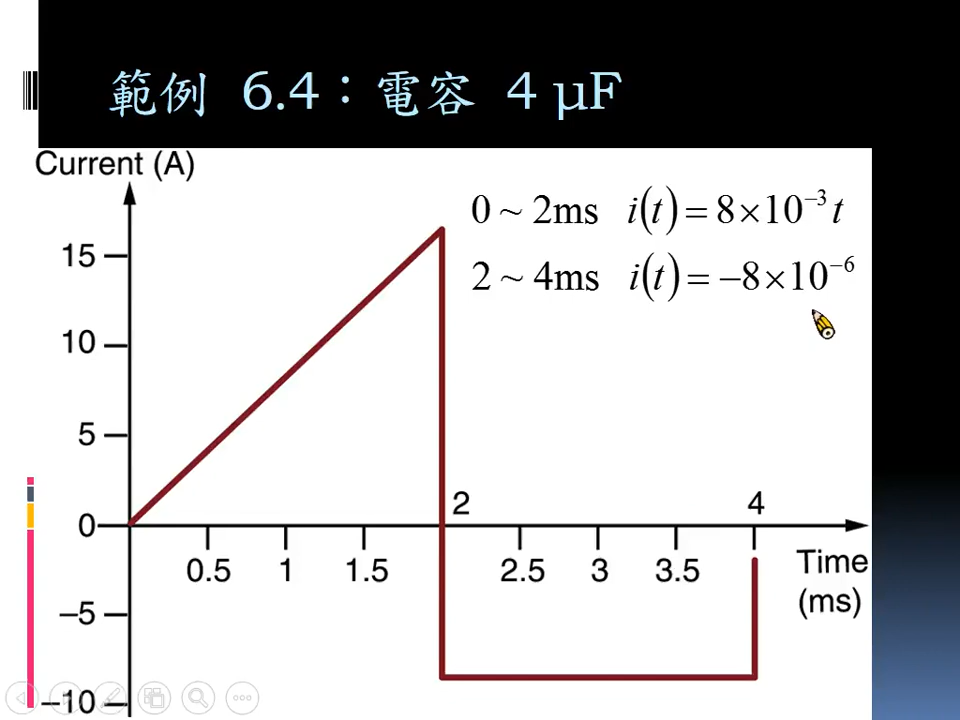 範例 6.4：電容 4 μF
Current (A)
0 ~ 2ms i(t) = 8×10⁻³ t
2 ~ 4ms i(t) = −8×10⁻⁶
15
10
5
0
−5
−10
2
4
0.5 1 1.5 2.5 3 3.5
Time
(ms)